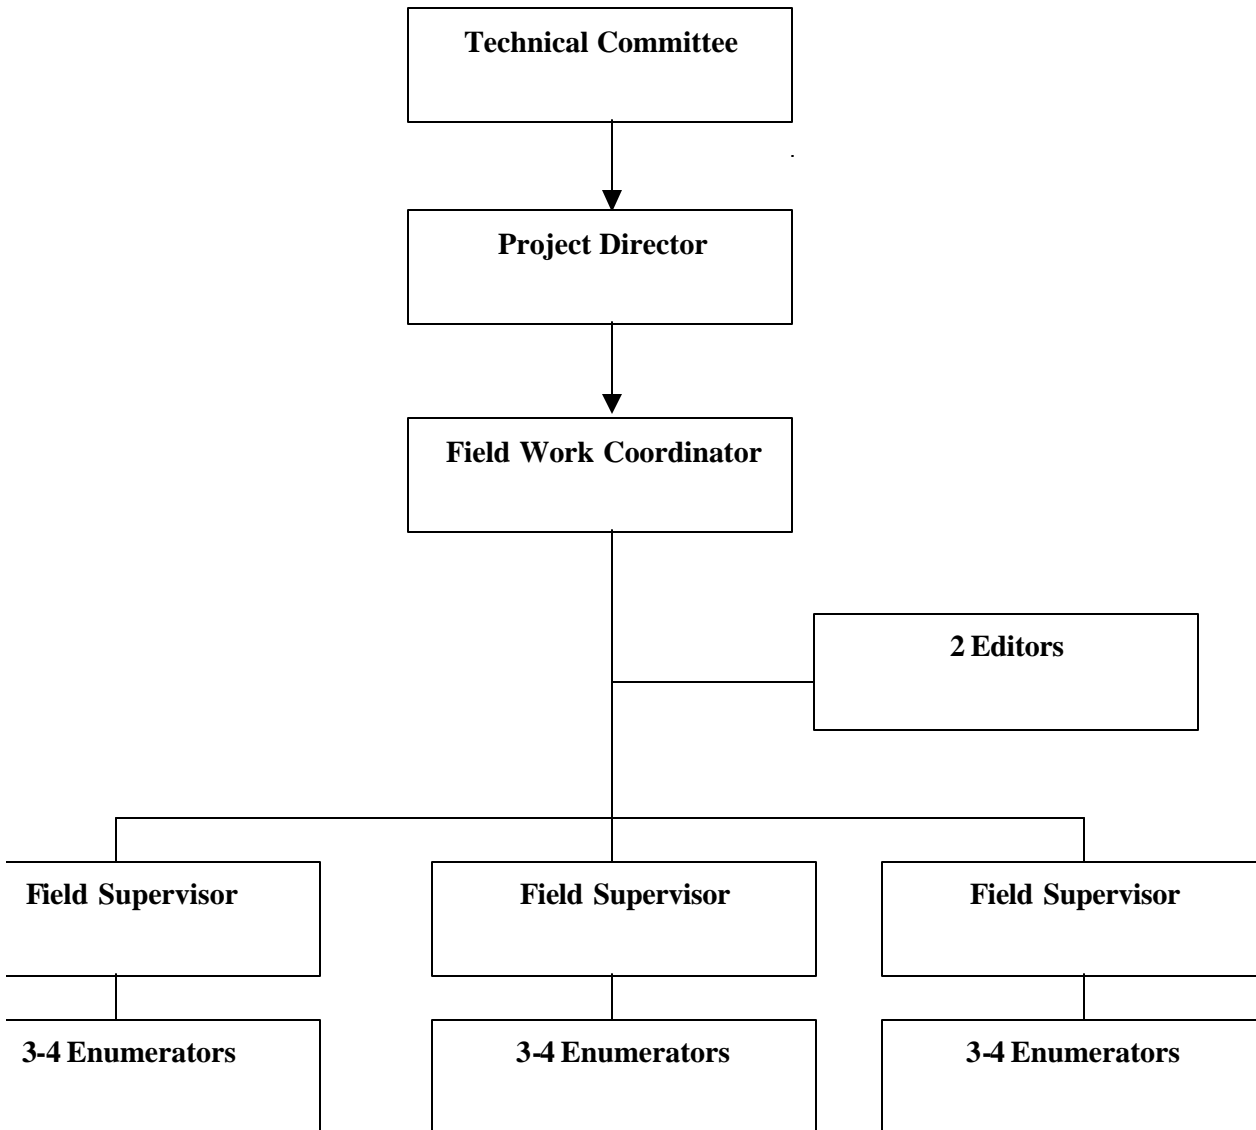 Technical Committee
Project Director
Field Work Coordinator
2 Editors
Field Supervisor
Field Supervisor
Field Supervisor
3-4 Enumerators
3-4 Enumerators
3-4 Enumerators